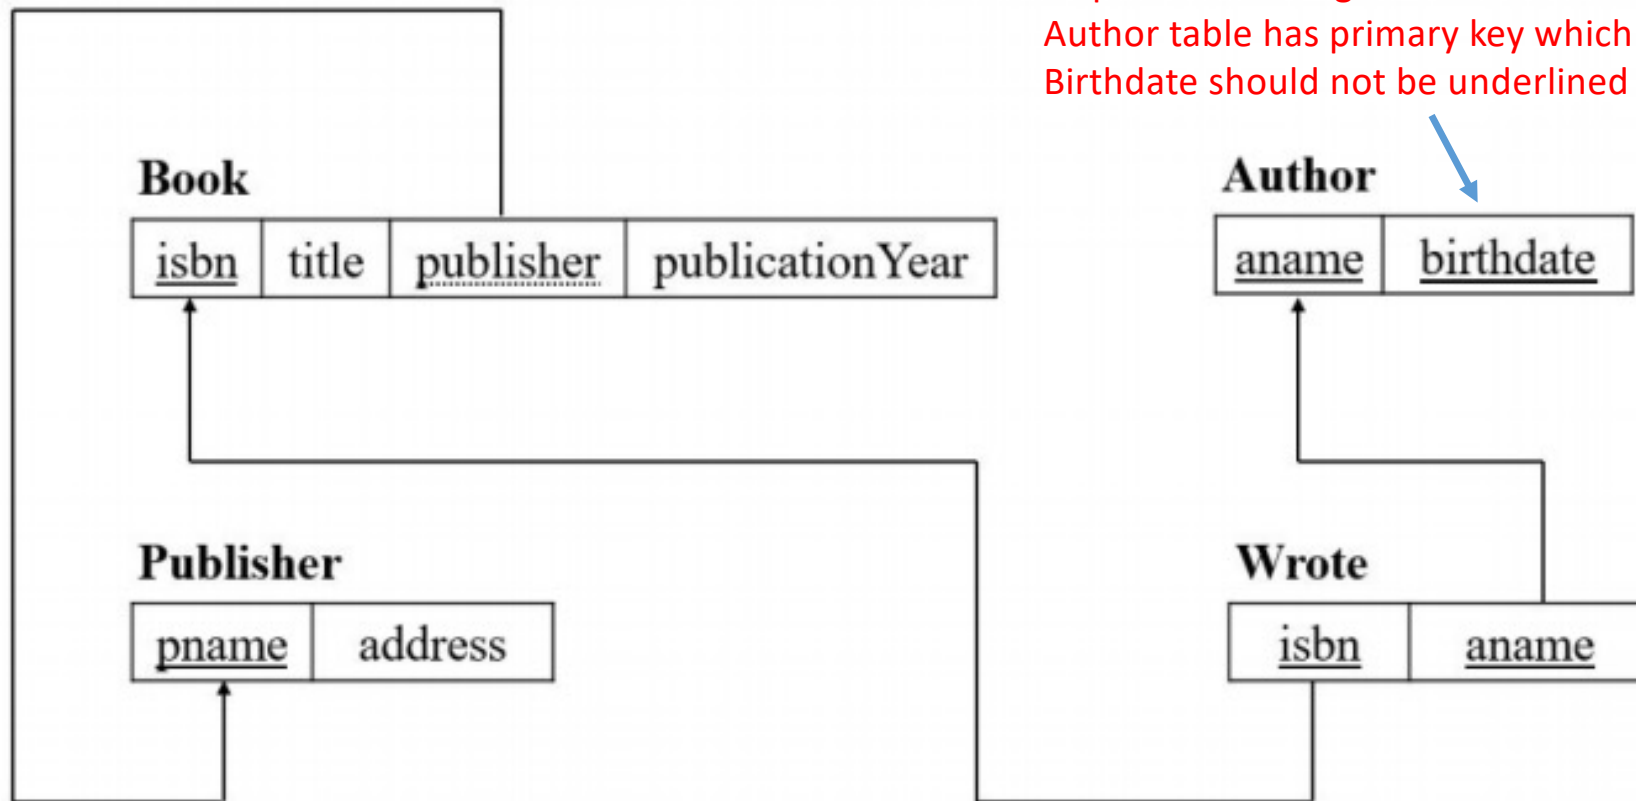 Author table has primary key which
Birthdate should not be underlined
Book
Author
isbn title publisher publicationYear
aname birthdate
Publisher
Wrote
pname address
isbn aname